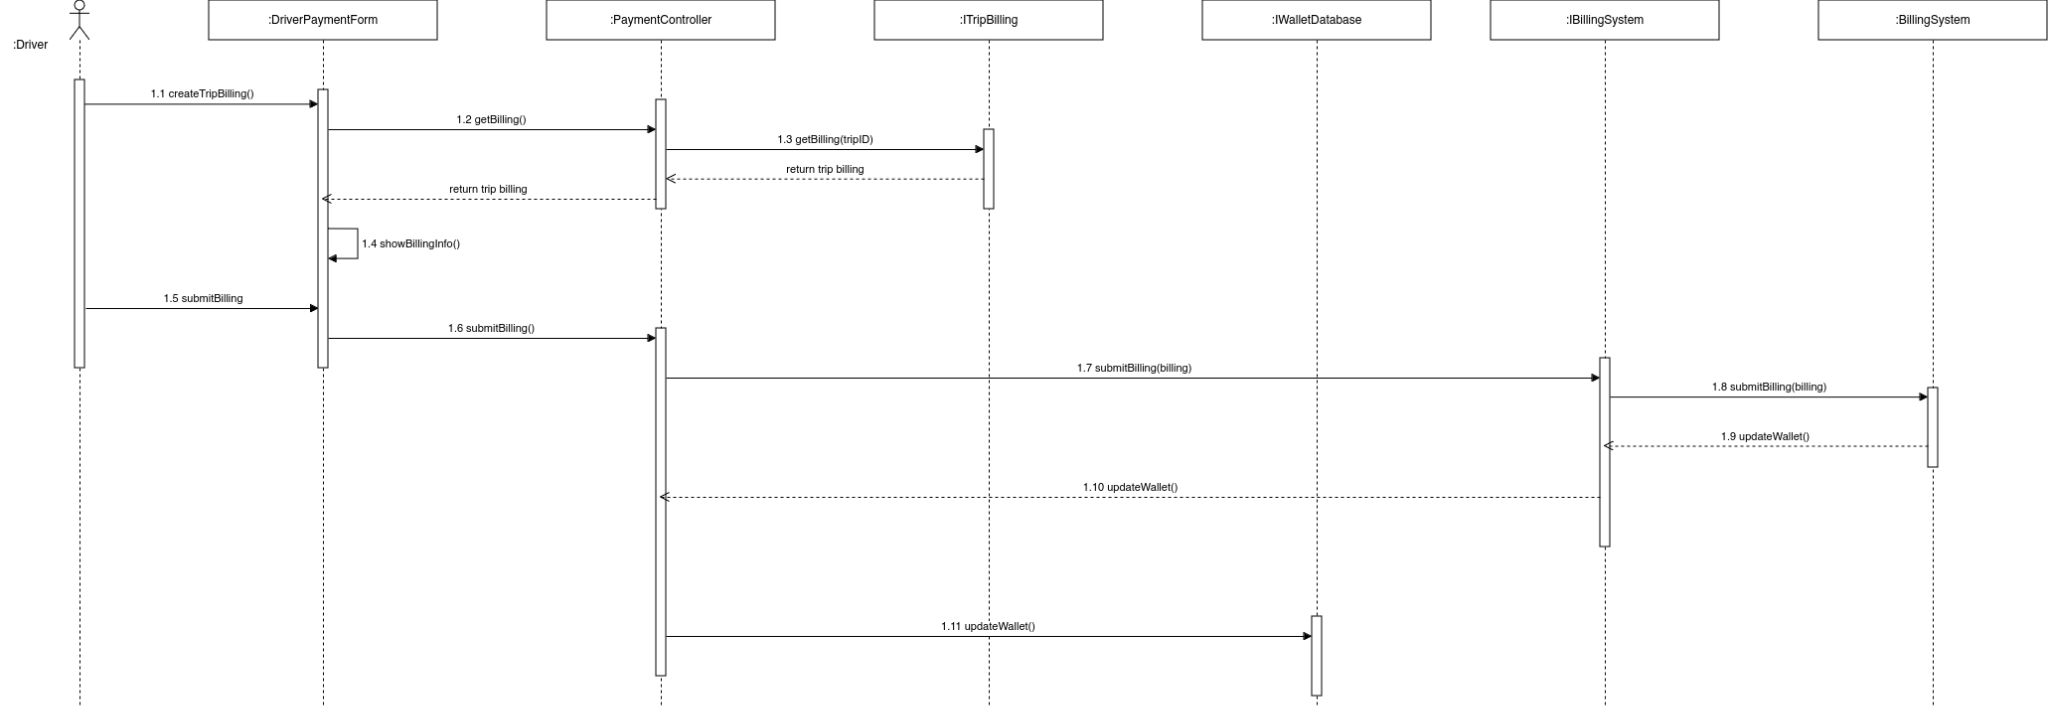 :Driver
:DriverPaymentForm
:PaymentController
:ITripBilling
:IWalletDatabase
:IBillingSystem
:BillingSystem
1.1 createTripBilling()
1.2 getBilling()
1.3 getBilling(tripID)
return trip billing
return trip billing
1.4 showBillingInfo()
1.5 submitBilling
1.6 submitBilling()
1.7 submitBilling(billing)
1.8 submitBilling(billing)
1.9 updateWallet()
1.10 updateWallet()
1.11 updateWallet()